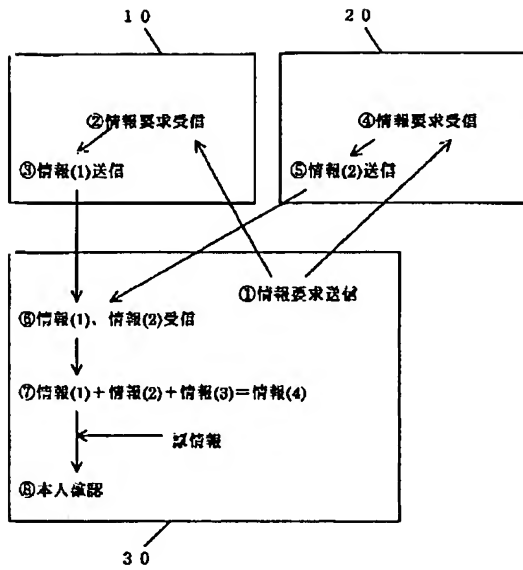 10
20
②情報要求受信
③情報(1)送信
④情報要求受信
⑤情報(2)送信
①情報要求送信
⑥情報(1)、情報(2)受信
⑦情報(1)+情報(2)+情報(3)=情報(4)
情報
⑧本人確認
30